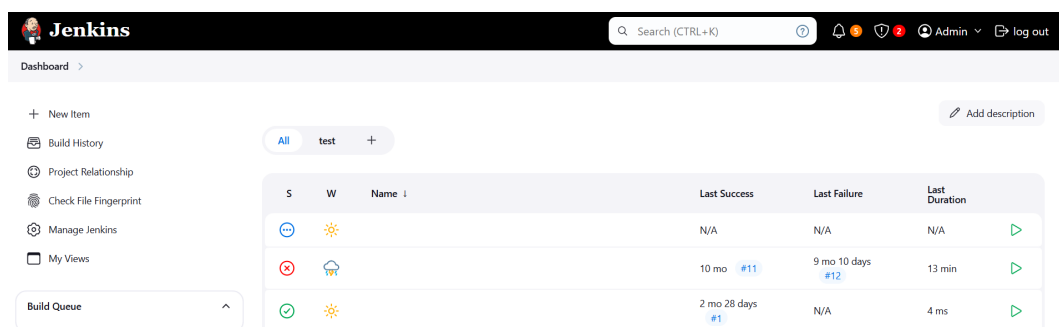 Jenkins
Search (CTRL+K)
?
5
2
Admin
log out
Dashboard >
New Item
Build History
Project Relationship
Check File Fingerprint
Manage Jenkins
My Views
Build Queue
Add description
All test +
S W Name ↓ Last Success Last Failure Last Duration
N/A N/A N/A
10 mo #11 9 mo 10 days #12 13 min
2 mo 28 days #1 N/A 4 ms